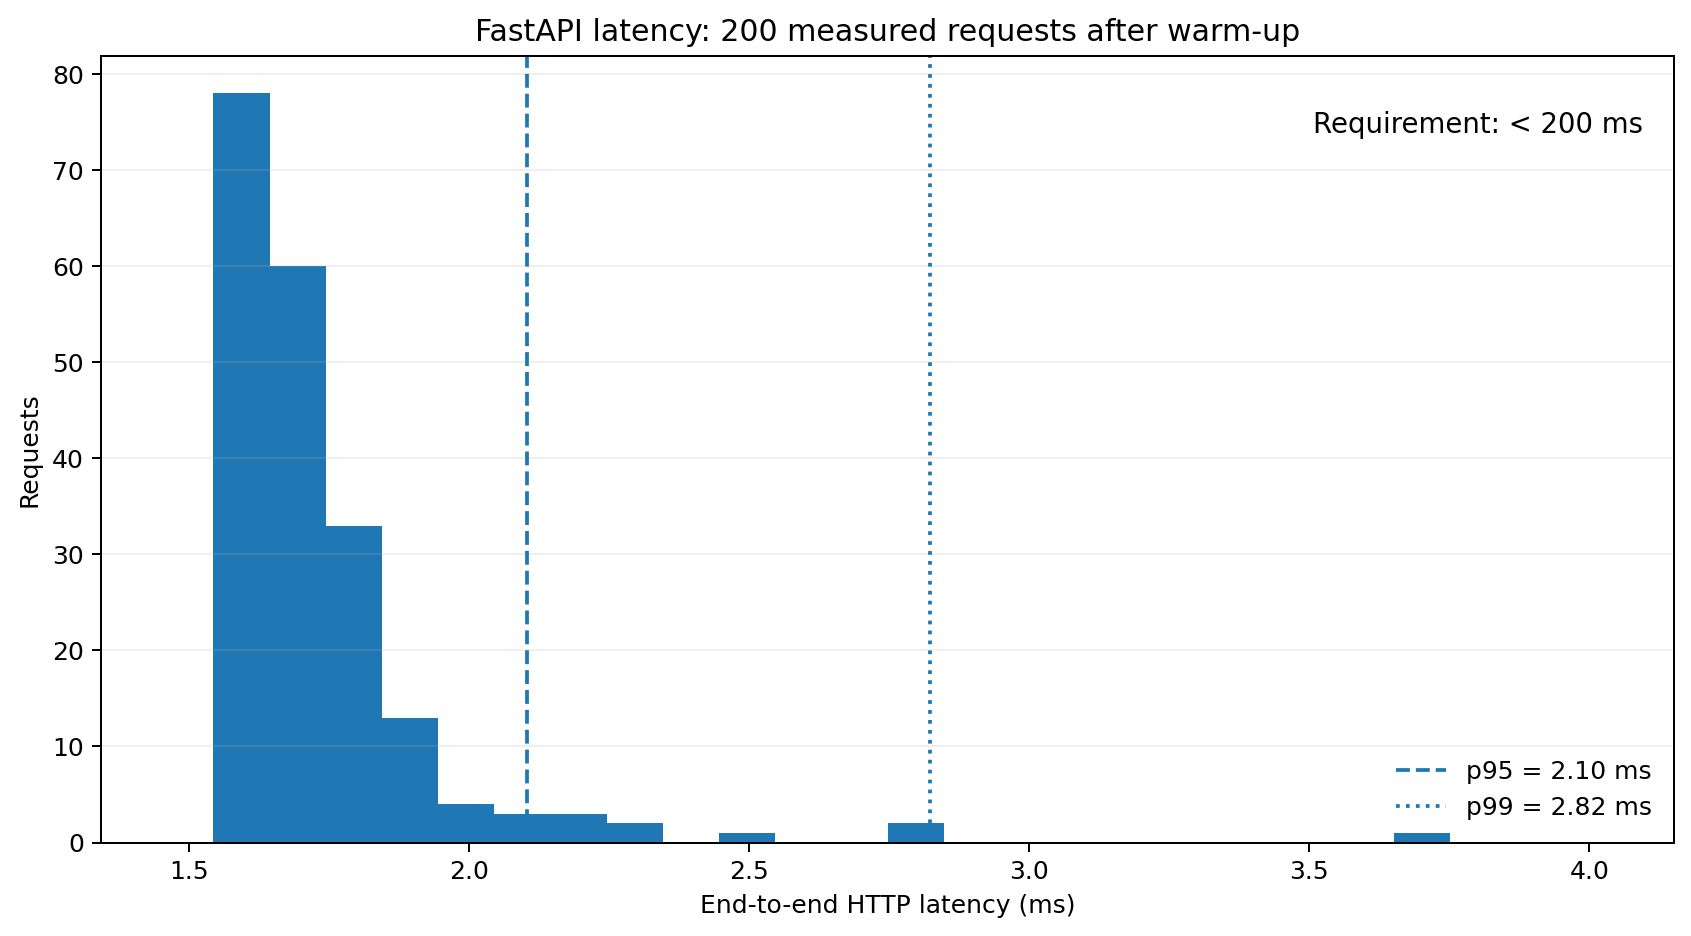 FastAPI latency: 200 measured requests after warm-up
Requirement: < 200 ms
Requests
80
70
60
50
40
30
20
10
0
p95 = 2.10 ms
p99 = 2.82 ms
1.5 2.0 2.5 3.0 3.5 4.0
End-to-end HTTP latency (ms)